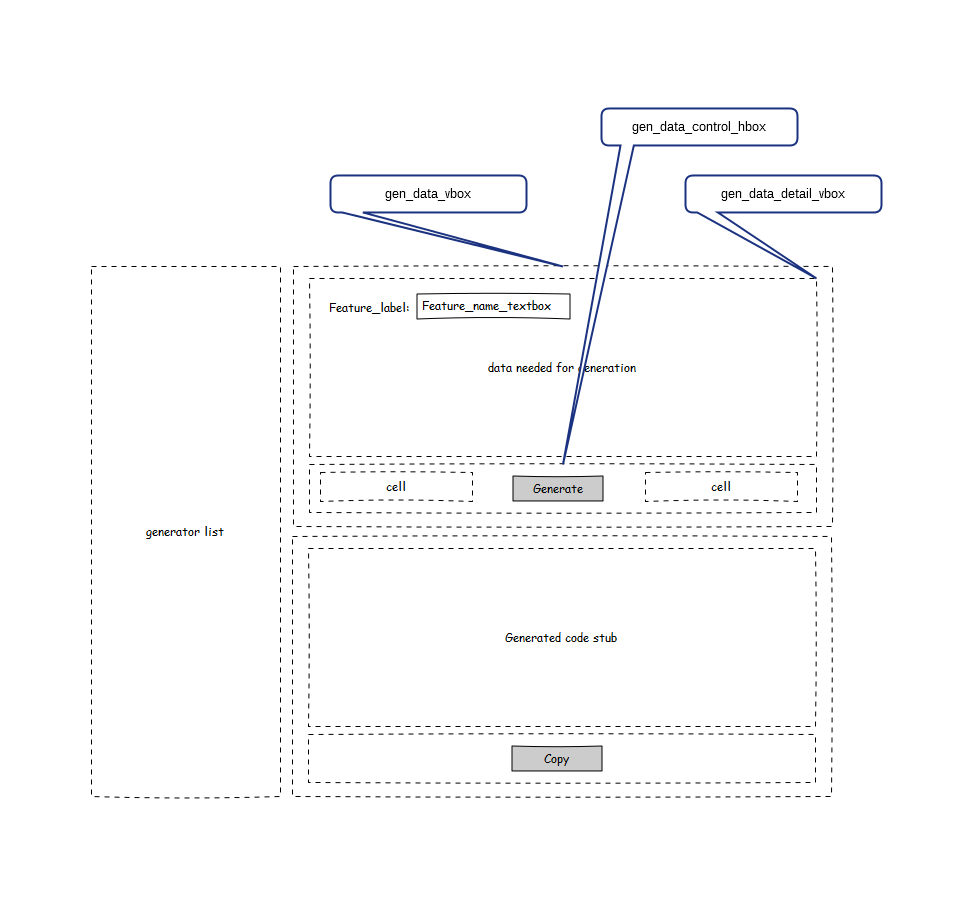 gen_data_control_hbox
gen_data_vbox
gen_data_detail_vbox
Feature_label:
Feature_name_textbox
data needed for generation
cell
Generate
cell
generator list
Generated code stub
Copy